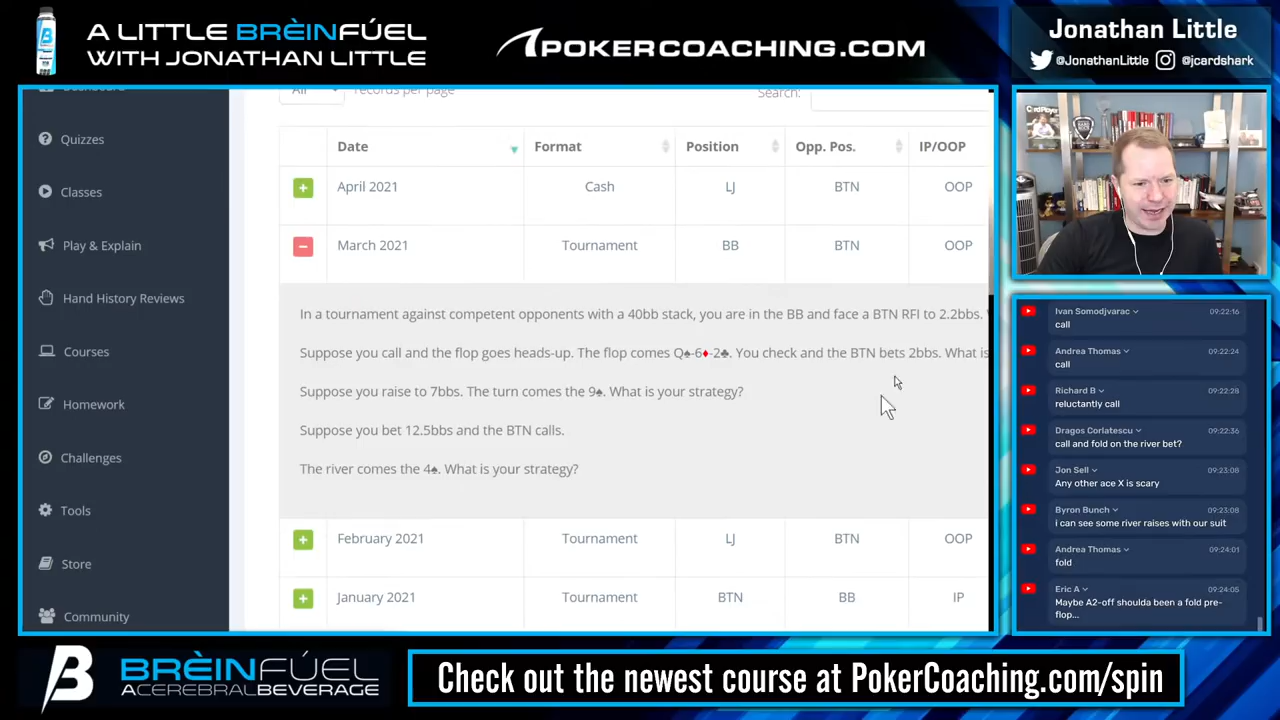 A LITTLE BRÈINFÚEL
WITH JONATHAN LITTLE
POKERCOACHING.COM
Jonathan Little
@JonathanLittle @jcardshark
Dashboard
Quizzes
Classes
Play & Explain
Hand History Reviews
Courses
Homework
Challenges
Tools
Store
Community
All records per page Search:
Date Format Position Opp. Pos. IP/OOP
April 2021 Cash LJ BTN OOP
March 2021 Tournament BB BTN OOP
In a tournament against competent opponents with a 40bb stack, you are in the BB and face a BTN RFI to 2.2bbs.
Suppose you call and the flop goes heads-up. The flop comes Q♠-6♦-2♣. You check and the BTN bets 2bbs. What is
Suppose you raise to 7bbs. The turn comes the 9♠. What is your strategy?
Suppose you bet 12.5bbs and the BTN calls.
The river comes the 4♠. What is your strategy?
February 2021 Tournament LJ BTN OOP
January 2021 Tournament BTN BB IP
Ivan Somodjvarac 09:22:16
call
Andrea Thomas 09:22:24
call
Richard B 09:22:28
reluctantly call
Dragos Corlatescu 09:22:36
call and fold on the river bet?
Jon Sell 09:23:08
Any other ace X is scary
Byron Bunch 09:23:08
i can see some river raises with our suit
Andrea Thomas 09:24:01
fold
Eric A 09:24:05
Maybe A2-off shoulda been a fold pre-
flop...
B BRÈINFÚEL
A CEREBRAL BEVERAGE
Check out the newest course at PokerCoaching.com/spin